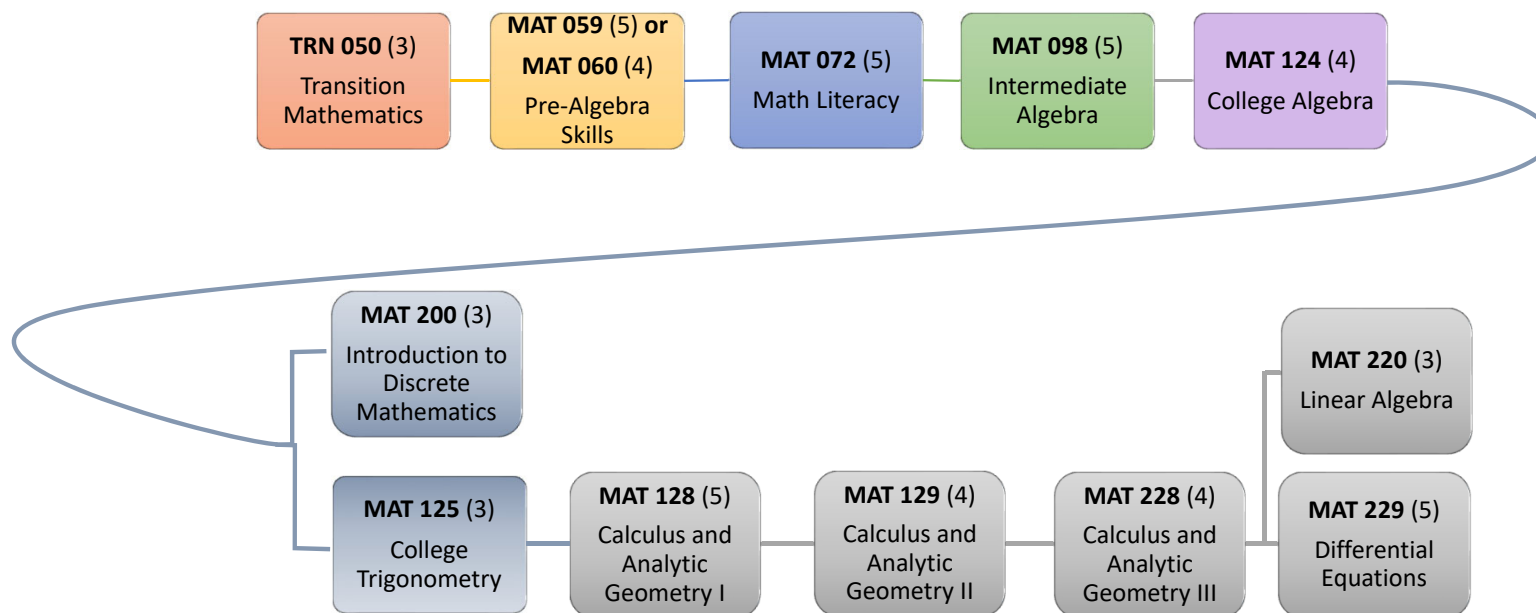 TRN 050 (3)
Transition
Mathematics
MAT 059 (5) or
MAT 060 (4)
Pre-Algebra
Skills
MAT 072 (5)
Math Literacy
MAT 098 (5)
Intermediate
Algebra
MAT 124 (4)
College Algebra
MAT 200 (3)
Introduction to
Discrete
Mathematics
MAT 220 (3)
Linear Algebra
MAT 125 (3)
College
Trigonometry
MAT 128 (5)
Calculus and
Analytic
Geometry I
MAT 129 (4)
Calculus and
Analytic
Geometry II
MAT 228 (4)
Calculus and
Analytic
Geometry III
MAT 229 (5)
Differential
Equations